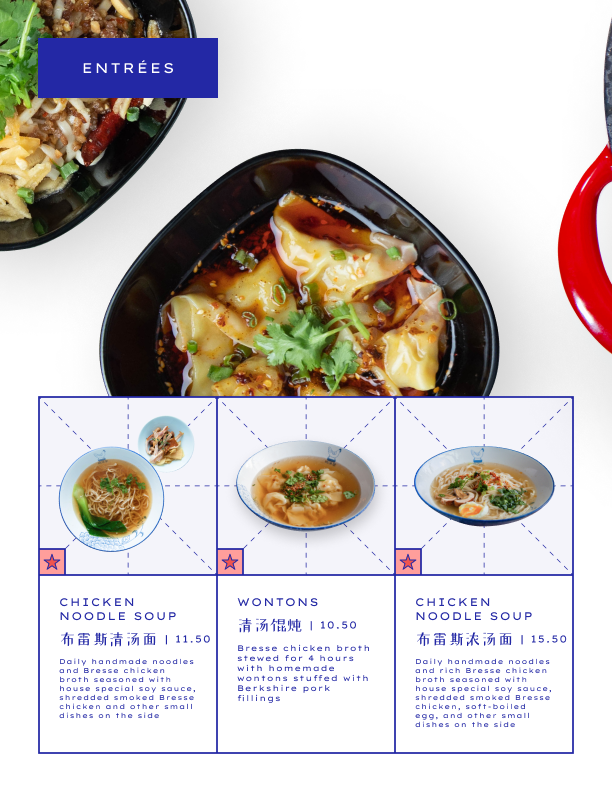 ENTRÉES
CHICKEN
NOODLE SOUP
布雷斯清汤面 | 11.50
Daily handmade noodles
and Bresse chicken
broth seasoned with
house special soy sauce,
shredded smoked Bresse
chicken and other small
dishes on the side
WONTONS
清汤馄炖 | 10.50
Bresse chicken broth
stewed for 4 hours
with homemade
wontons stuffed with
Berkshire pork
fillings
CHICKEN
NOODLE SOUP
布雷斯浓汤面 | 15.50
Daily handmade noodles
and rich Bresse chicken
broth seasoned with
house special soy sauce,
shredded smoked Bresse
chicken, soft-boiled
egg, and other small
dishes on the side